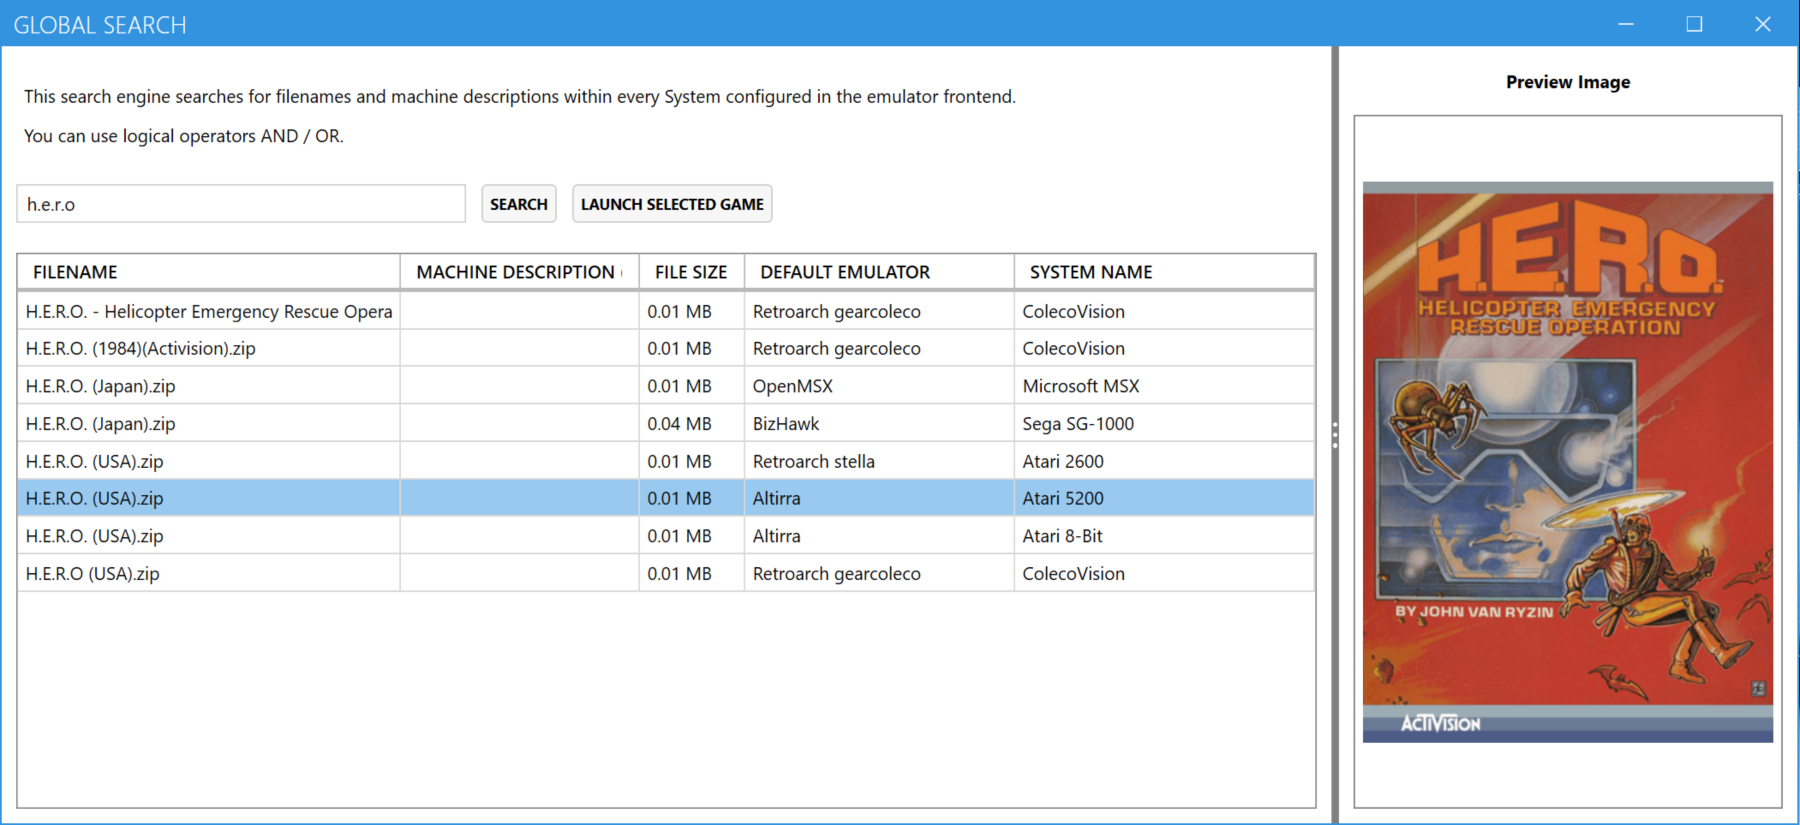 GLOBAL SEARCH
This search engine searches for filenames and machine descriptions within every System configured in the emulator frontend.
You can use logical operators AND / OR.
h.e.r.o
SEARCH
LAUNCH SELECTED GAME
FILENAME MACHINE DESCRIPTION ( FILE SIZE DEFAULT EMULATOR SYSTEM NAME
H.E.R.O. - Helicopter Emergency Rescue Opera 0.01 MB Retroarch gearcoleco ColecoVision
H.E.R.O. (1984)(Activision).zip 0.01 MB Retroarch gearcoleco ColecoVision
H.E.R.O. (Japan).zip 0.01 MB OpenMSX Microsoft MSX
H.E.R.O. (Japan).zip 0.04 MB BizHawk Sega SG-1000
H.E.R.O. (USA).zip 0.01 MB Retroarch stella Atari 2600
H.E.R.O. (USA).zip 0.01 MB Altirra Atari 5200
H.E.R.O. (USA).zip 0.01 MB Altirra Atari 8-Bit
H.E.R.O (USA).zip 0.01 MB Retroarch gearcoleco ColecoVision
Preview Image
H.E.R.O.
HELICOPTER EMERGENCY
RESCUE OPERATION
BY JOHN VAN RYZIN
ACTIVISION